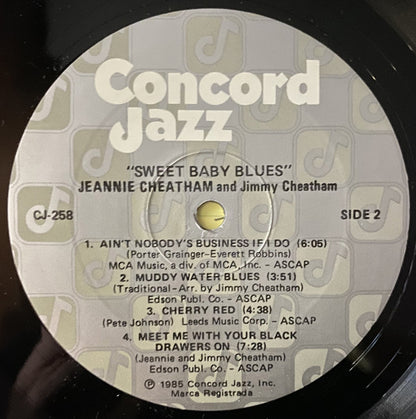 Concord
Jazz
"SWEET BABY BLUES"
JEANNIE CHEATHAM and Jimmy Cheatham
CJ-258
SIDE 2
1. AIN'T NOBODY'S BUSINESS IF I DO (6:05)
(Porter Grainger-Everett Robbins)
MCA Music, a div. of MCA, Inc. - ASCAP
2. MUDDY WATER BLUES (3:51)
(Traditional - Arr. by Jimmy Cheatham)
Edson Publ. Co. - ASCAP
3. CHERRY RED (4:38)
(Pete Johnson) Leeds Music Corp. - ASCAP
4. MEET ME WITH YOUR BLACK
DRAWERS ON (7:28)
(Jeannie and Jimmy Cheatham)
Edson Publ. Co. - ASCAP
℗ 1985 Concord Jazz, Inc.
Marca Registrada